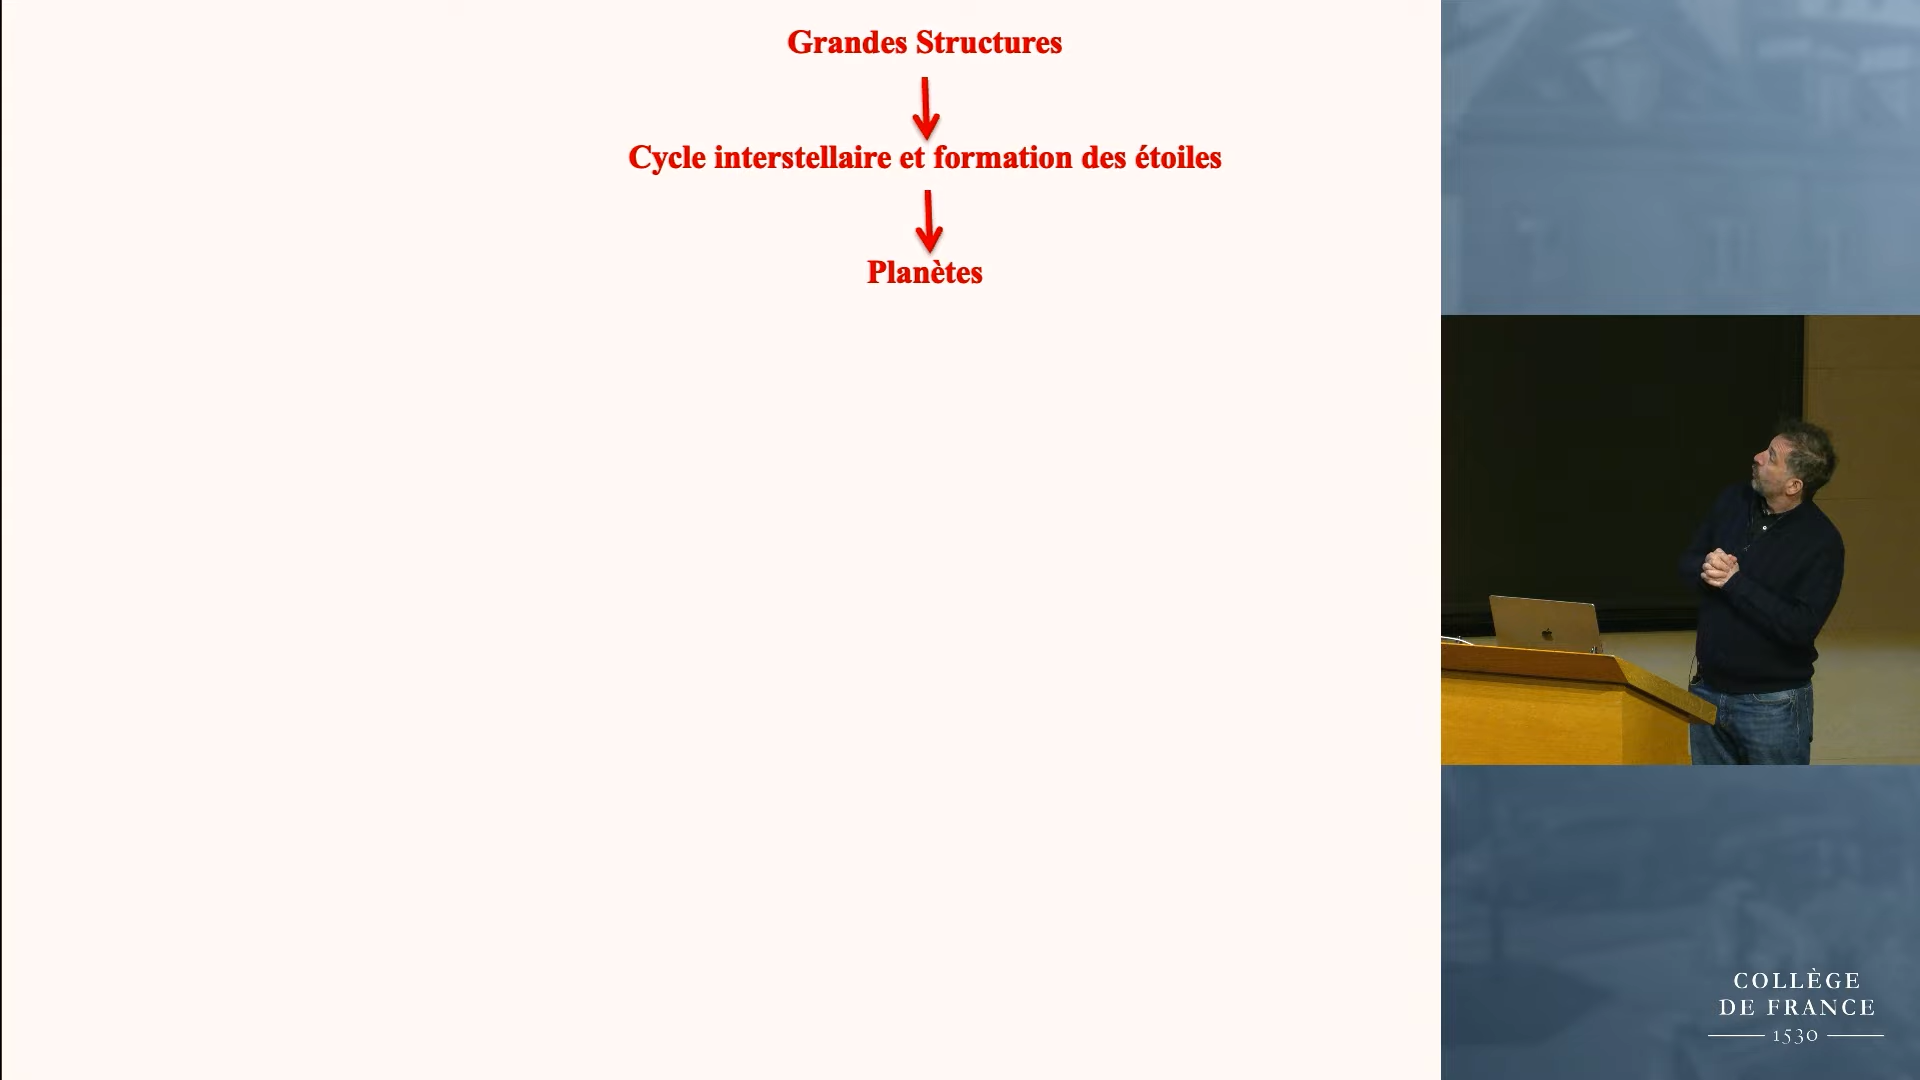 Grandes Structures
Cycle interstellaire et formation des étoiles
Planètes
COLLÈGE
DE FRANCE
1530